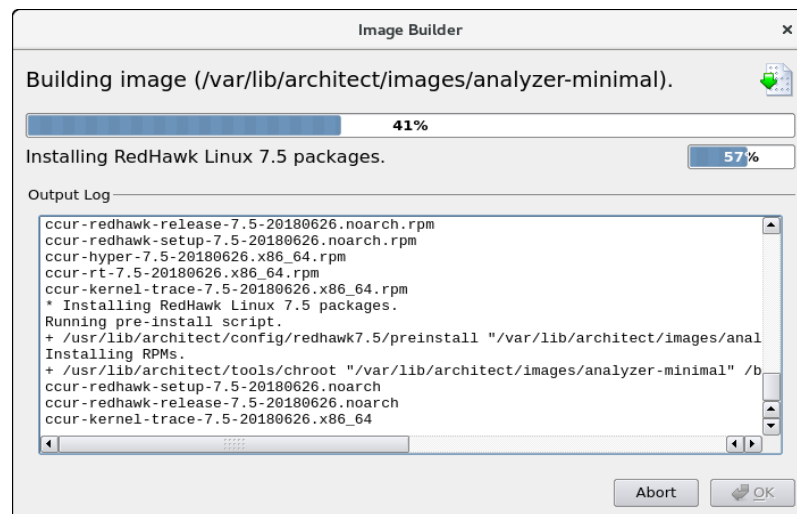 Image Builder
Building image (/var/lib/architect/images/analyzer-minimal).
41%
Installing RedHawk Linux 7.5 packages.
57%
Output Log
ccur-redhawk-release-7.5-20180626.noarch.rpm
ccur-redhawk-setup-7.5-20180626.noarch.rpm
ccur-hyper-7.5-20180626.x86_64.rpm
ccur-rt-7.5-20180626.x86_64.rpm
ccur-kernel-trace-7.5-20180626.x86_64.rpm
* Installing RedHawk Linux 7.5 packages.
Running pre-install script.
+ /usr/lib/architect/config/redhawk7.5/preinstall "/var/lib/architect/images/anal
Installing RPMs.
+ /usr/lib/architect/tools/chroot "/var/lib/architect/images/analyzer-minimal" /b
ccur-redhawk-setup-7.5-20180626.noarch
ccur-redhawk-release-7.5-20180626.noarch
ccur-kernel-trace-7.5-20180626.x86_64
Abort
OK